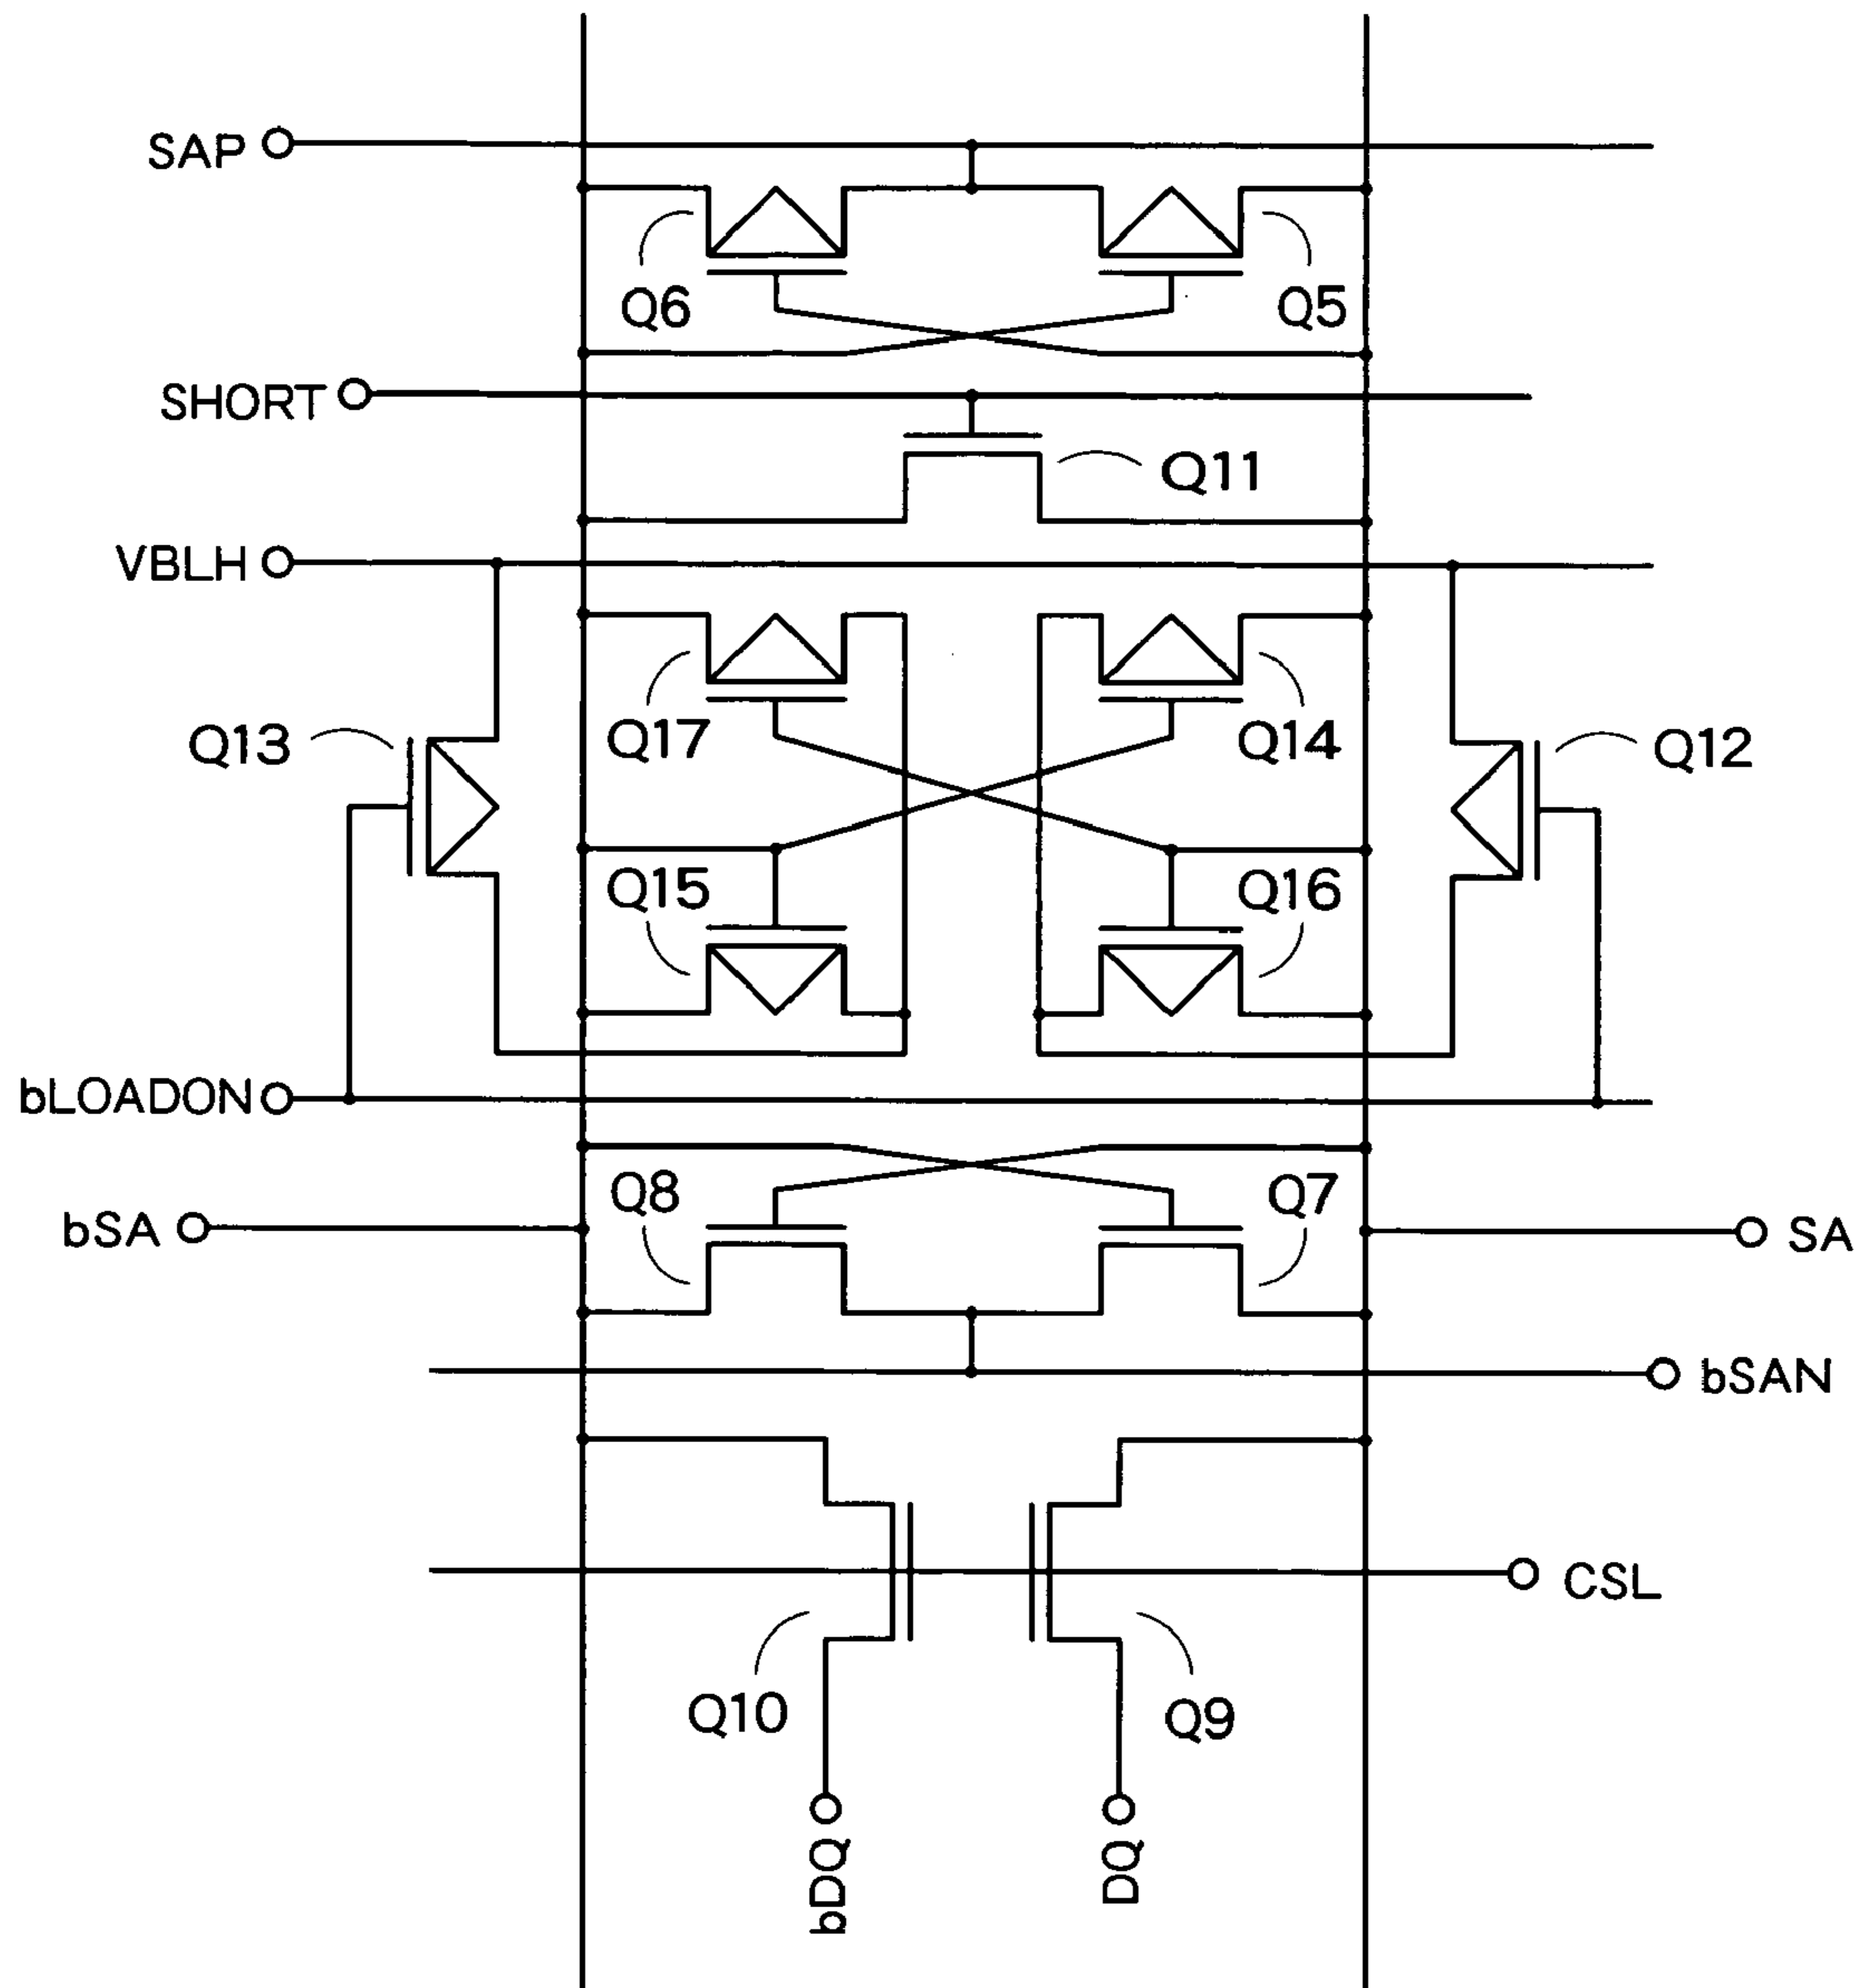 SAP
Q6
Q5
SHORT
Q11
VBLH
Q13
Q17
Q14
Q12
Q15
Q16
bLOADON
Q8
Q7
bSA
SA
bSAN
CSL
Q10
Q9
bDQ
DQ